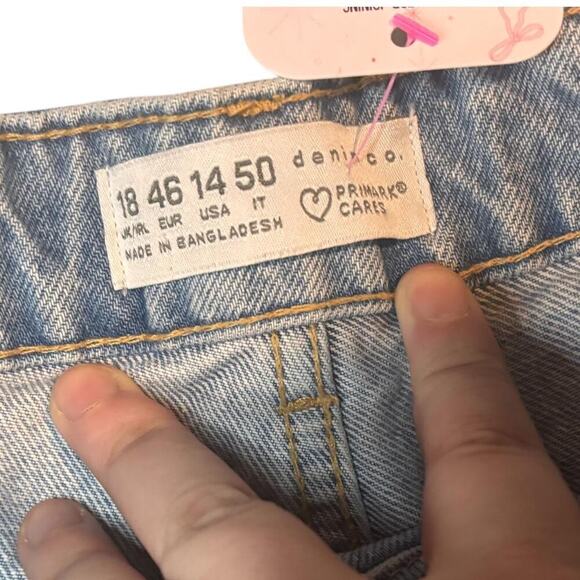 18 46 14 50
UK/IRL EUR USA IT
MADE IN BANGLADESH
denim co.
PRIMARK®
CARES